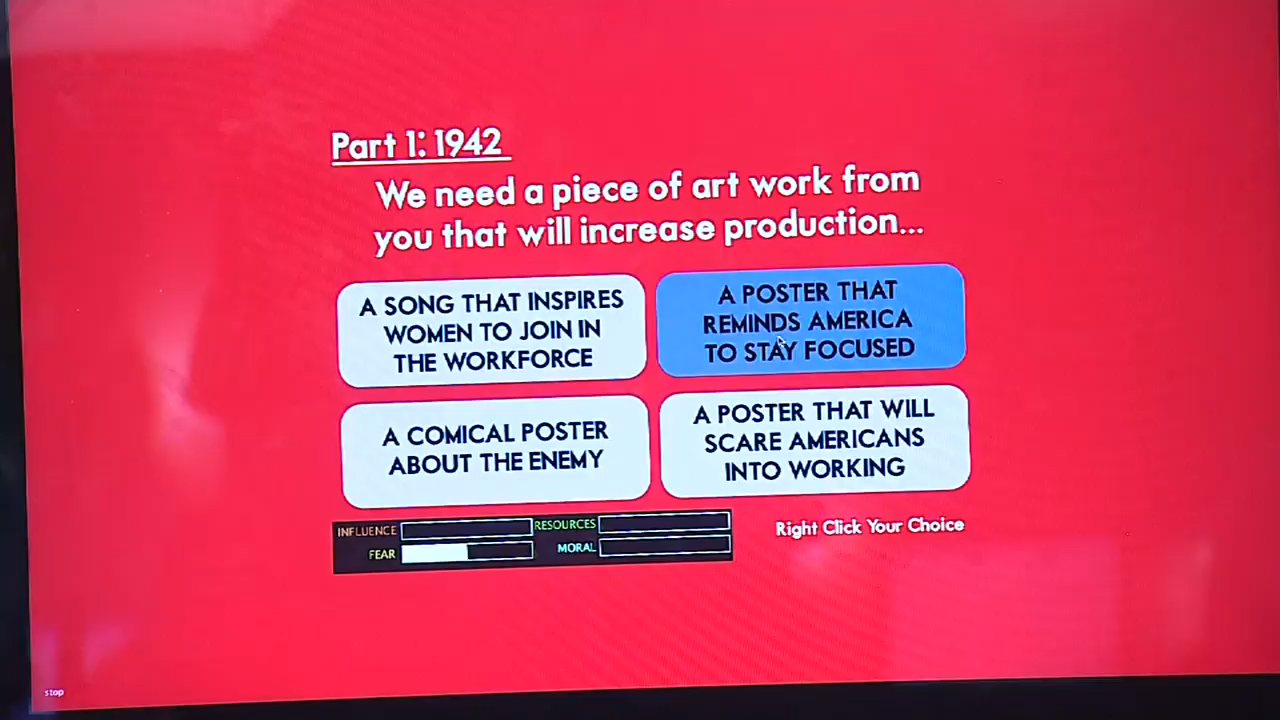 Part 1: 1942
We need a piece of art work from
you that will increase production...
A SONG THAT INSPIRES
WOMEN TO JOIN IN
THE WORKFORCE
A POSTER THAT
REMINDS AMERICA
TO STAY FOCUSED
A COMICAL POSTER
ABOUT THE ENEMY
A POSTER THAT WILL
SCARE AMERICANS
INTO WORKING
INFLUENCE
RESOURCES
FEAR
MORAL
Right Click Your Choice
stop